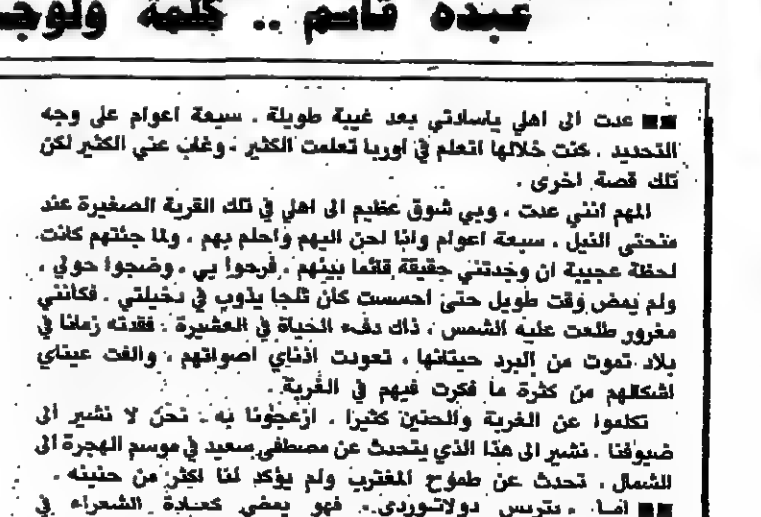 عبده قاسم .. كلمة ولوج
عدت الى اهلي ياسادتي بعد غيبة طويلة . سبعة اعوام على وجه
التحديد . كنت خلالها اتعلم في اوربا تعلمت الكثير . وغاب عني الكثير لكن
تلك قصة اخرى .
المهم انني عدت ، وبي شوق عظيم الى اهلي في تلك القرية الصغيرة عند
منحنى النيل . سبعة اعوام وانا احن اليهم واحلم بهم ، ولما جئتهم كانت
لحظة عجيبة ان وجدتني حقيقة قائما بينهم . فرحوا بي . وضجوا حولي ،
ولم يمض وقت طويل حتى احسست كأن ثلجا يذوب في دخيلتي . فكأنني
مقرور طلعت عليه الشمس . ذاك دفء الحياة في العشيرة . فقدته زمانا في
بلاد تموت من البرد حيتانها ، تعودت اذناي اصواتهم ، والفت عيناي
اشكالهم من كثرة ما فكرت فيهم في الغربة .
تكلموا عن الغربة والحنين كثيرا . ازعجونا به . نحن لا نشير الى
ضيوفنا . نشير الى هذا الذي يتحدث عن مصطفى سعيد في موسم الهجرة الى
الشمال . تحدث عن طموح المغترب ولم يؤكد لنا اكثر من حنينه .
اما . بتريس دولاتوردي . فهو يمضي كعادة الشعراء في